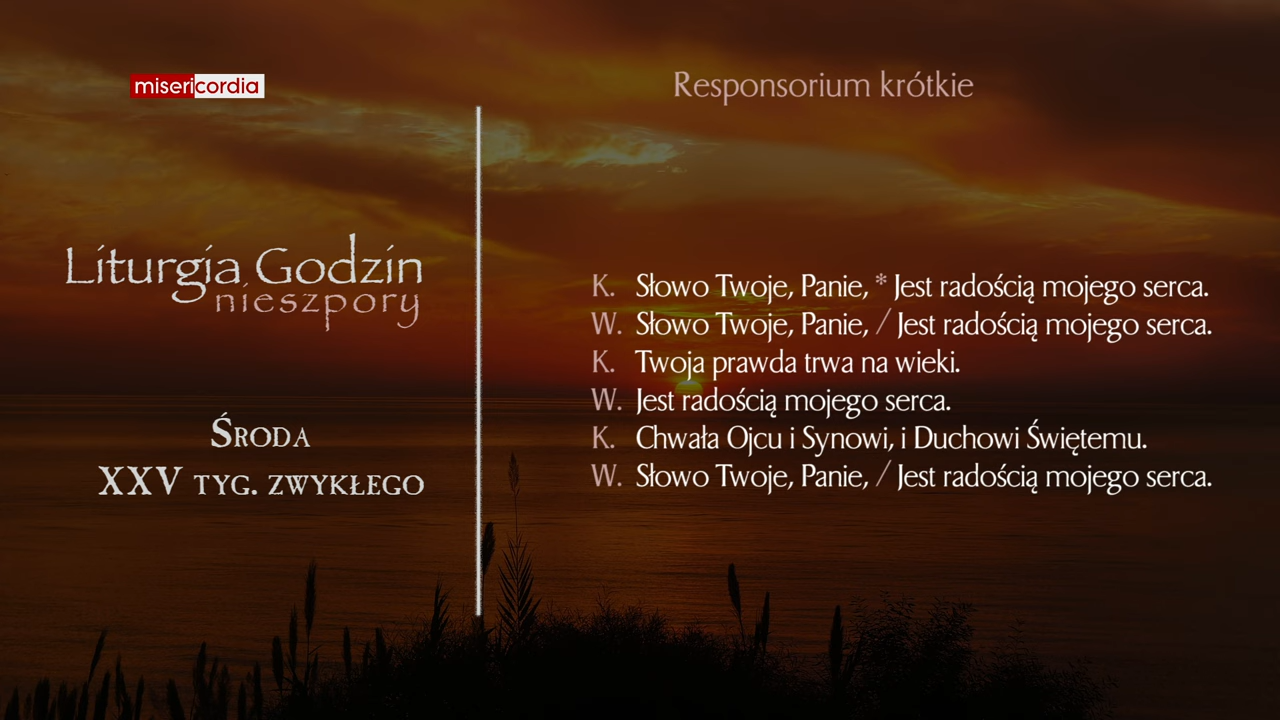 misericordia
Liturgia Godzin
nieszpory
Środa
XXV tyg. zwykłego
Responsorium krótkie
K. Słowo Twoje, Panie, * Jest radością mojego serca.
W. Słowo Twoje, Panie, / Jest radością mojego serca.
K. Twoja prawda trwa na wieki.
W. Jest radością mojego serca.
K. Chwała Ojcu i Synowi, i Duchowi Świętemu.
W. Słowo Twoje, Panie, / Jest radością mojego serca.